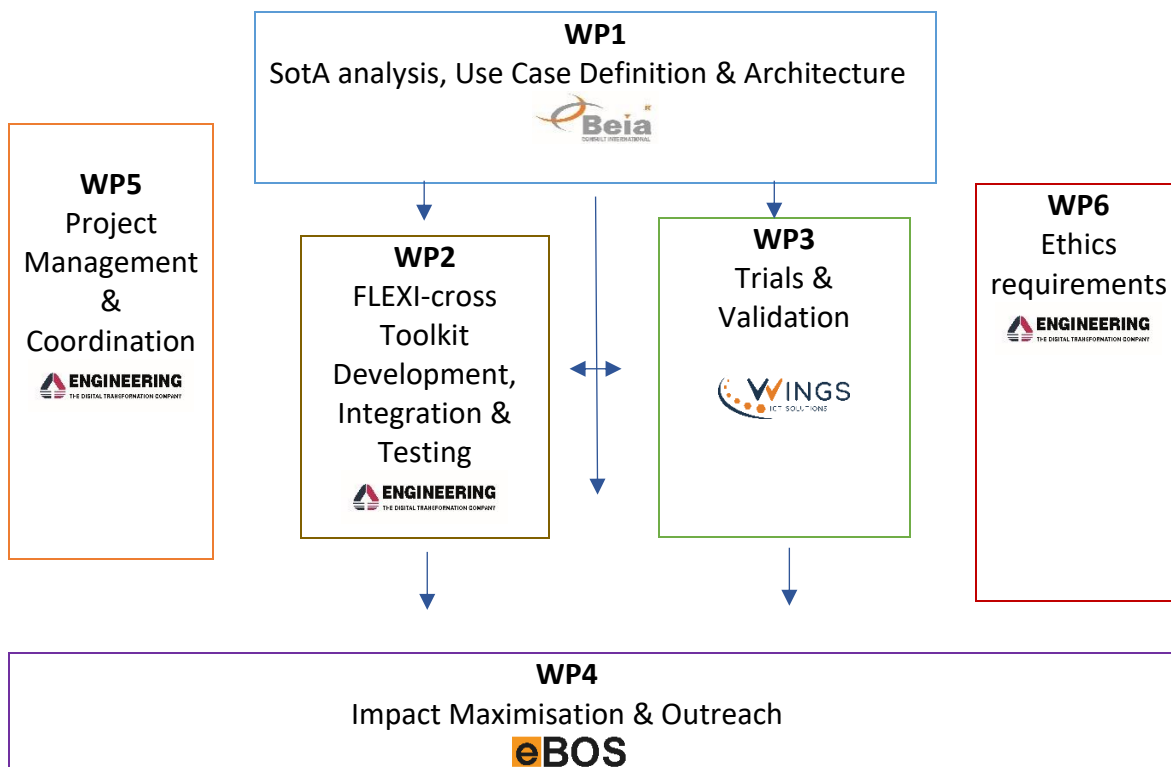 WP1
SotA analysis, Use Case Definition & Architecture
Beia
CONSULT INTERNATIONAL
WP5
Project
Management
&
Coordination
ENGINEERING
THE DIGITAL TRANSFORMATION COMPANY
WP2
FLEXI-cross
Toolkit
Development,
Integration &
Testing
ENGINEERING
THE DIGITAL TRANSFORMATION COMPANY
WP3
Trials &
Validation
WINGS
ICT SOLUTIONS
WP6
Ethics
requirements
ENGINEERING
THE DIGITAL TRANSFORMATION COMPANY
WP4
Impact Maximisation & Outreach
eBOS